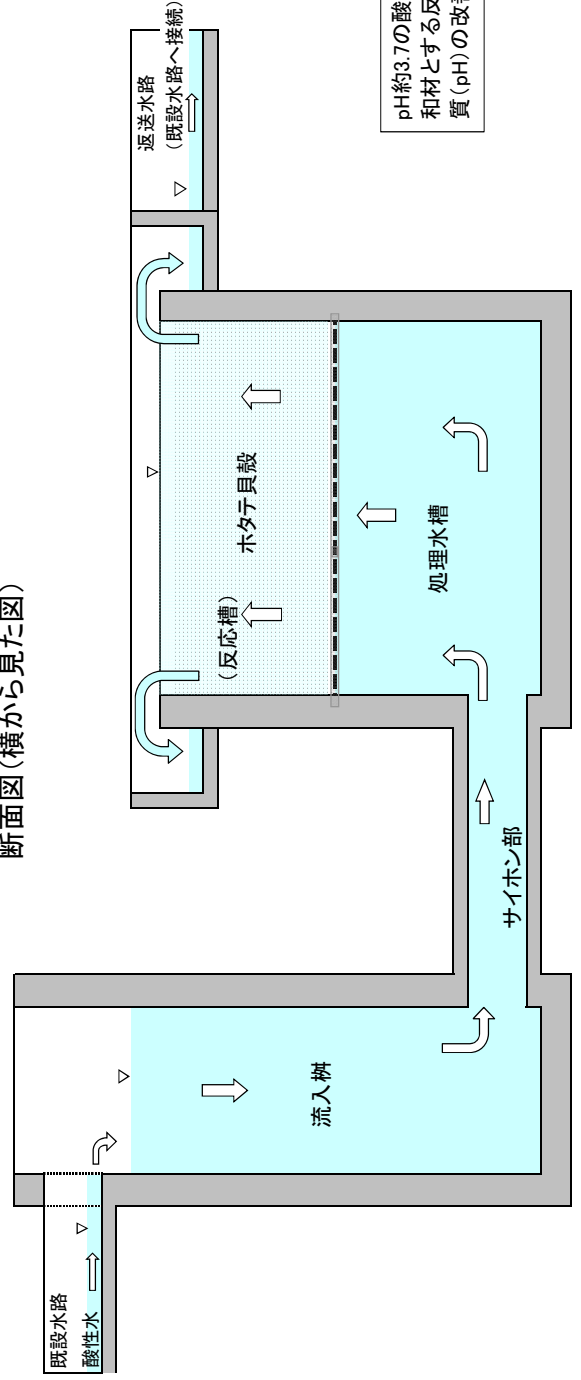 断面図(横から見た図)
既設水路
酸性水
流入桝
サイホン部
処理水槽
(反応槽)
ホタテ貝殻
返送水路
(既設水路へ接続)
pH約3.7の酸
和材とする反
質(pH)の改善